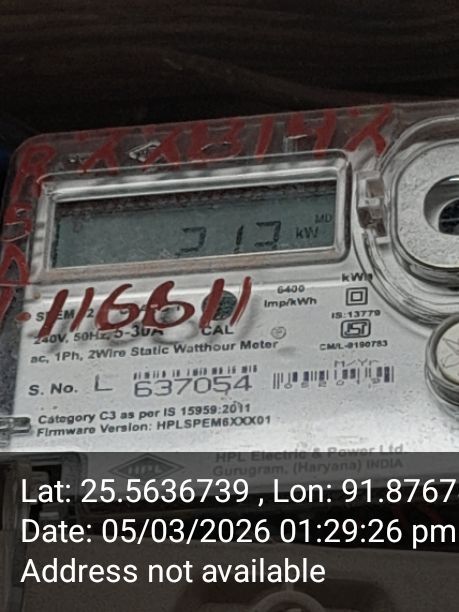 MD
kW
116611
6400
imp/kWh
kWh
240V, 50Hz, 5-30A
CAL
IS:13779
CM/L-8190783
ac, 1Ph, 2Wire Static Watthour Meter
S. No. L 637054
M/Yr
Category C3 as per IS 15959:2011
Firmware Version: HPLSPEM6XXX01
HPL
HPL Electric & Power Ltd.
Gurugram, (Haryana) INDIA
Lat: 25.5636739 , Lon: 91.8767
Date: 05/03/2026 01:29:26 pm
Address not available